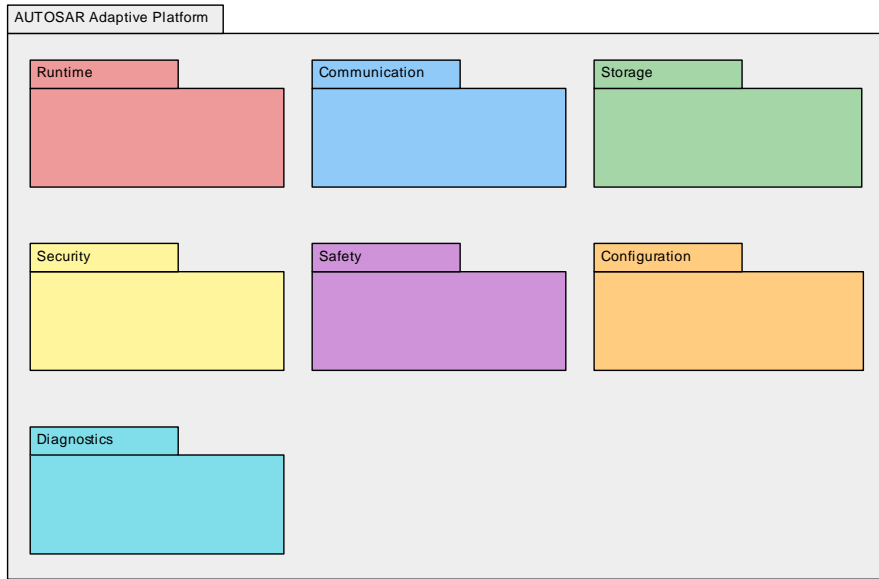 AUTOSAR Adaptive Platform
Runtime
Communication
Storage
Security
Safety
Configuration
Diagnostics